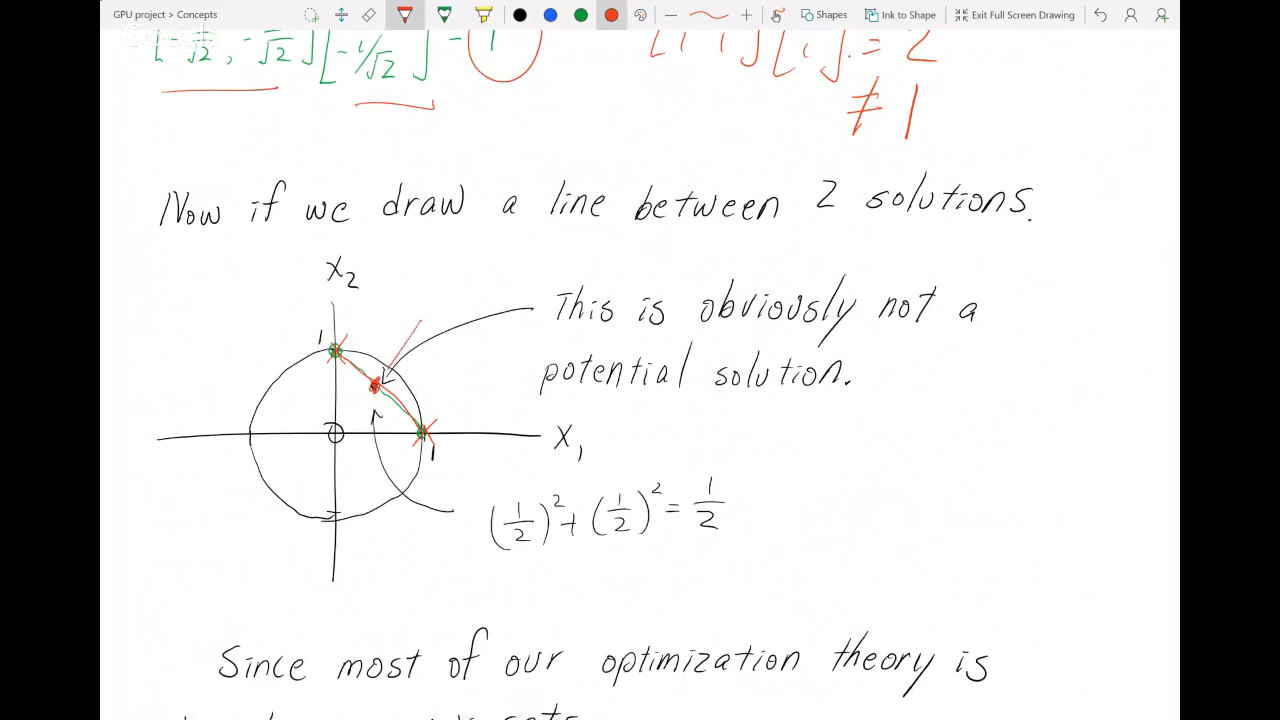 GPU project > Concepts
Shapes
Ink to Shape
Exit Full Screen Drawing
≠ 1
Now if we draw a line between 2 solutions.
x2
1
This is obviously not a
potential solution.
x1
1
(1/2)^2 + (1/2)^2 = 1/2
Since most of our optimization theory is